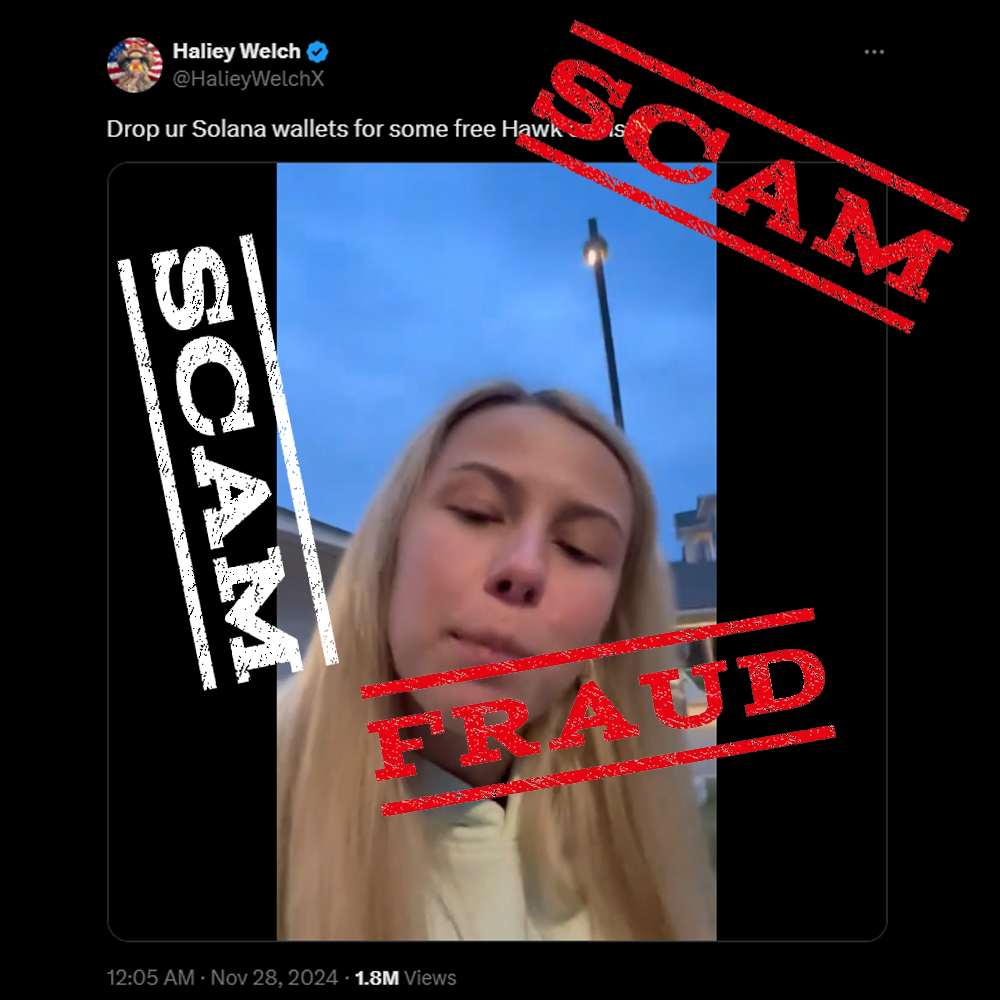 Haliey Welch
@HalieyWelchX
Drop ur Solana wallets for some free Hawk
SCAM
SCAM
FRAUD
12:05 AM · Nov 28, 2024 · 1.8M Views